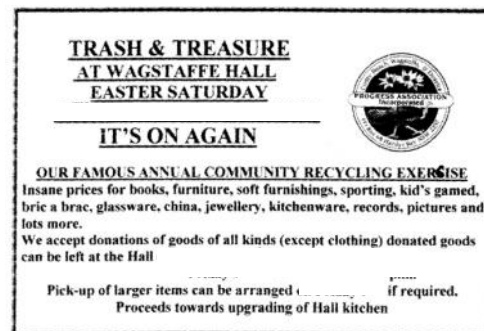 TRASH & TREASURE
AT WAGSTAFFE HALL
EASTER SATURDAY
IT'S ON AGAIN
PROGRESS ASSOCIATION
Incorporated
OUR FAMOUS ANNUAL COMMUNITY RECYCLING EXERCISE
Insane prices for books, furniture, soft furnishings, sporting, kid's gamed,
bric a brac, glassware, china, jewellery, kitchenware, records, pictures and
lots more.
We accept donations of goods of all kinds (except clothing) donated goods
can be left at the Hall
Pick-up of larger items can be arranged if required.
Proceeds towards upgrading of Hall kitchen